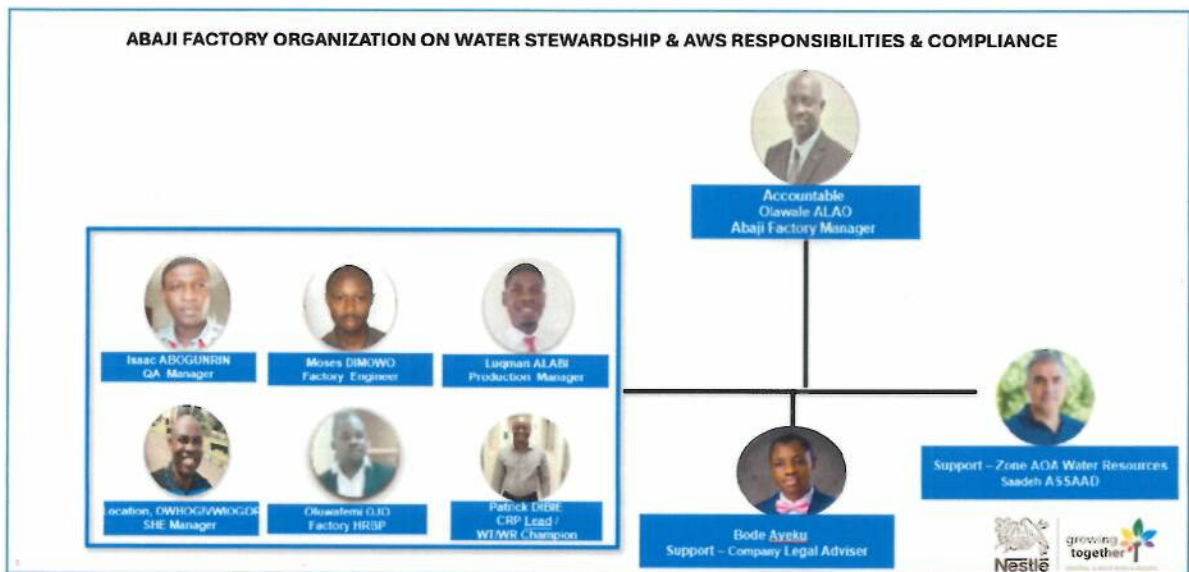 ABAJI FACTORY ORGANIZATION ON WATER STEWARDSHIP & AWS RESPONSIBILITIES & COMPLIANCE
Accountable
Olawale ALAO
Abaji Factory Manager
Isaac ABOGUNRIN
QA Manager
Moses DIMOWO
Factory Engineer
Luqman ALABI
Production Manager
Location, OWHOGIVWIOGOR
SHE Manager
Oluwafemi OJO
Factory HRBP
Patrick DIBIE
CRP Lead /
WT/WR Champion
Support – Zone AOA Water Resources
Saadeh ASSAAD
Bode Ayeku
Support – Company Legal Adviser
Nestlé
growing
together